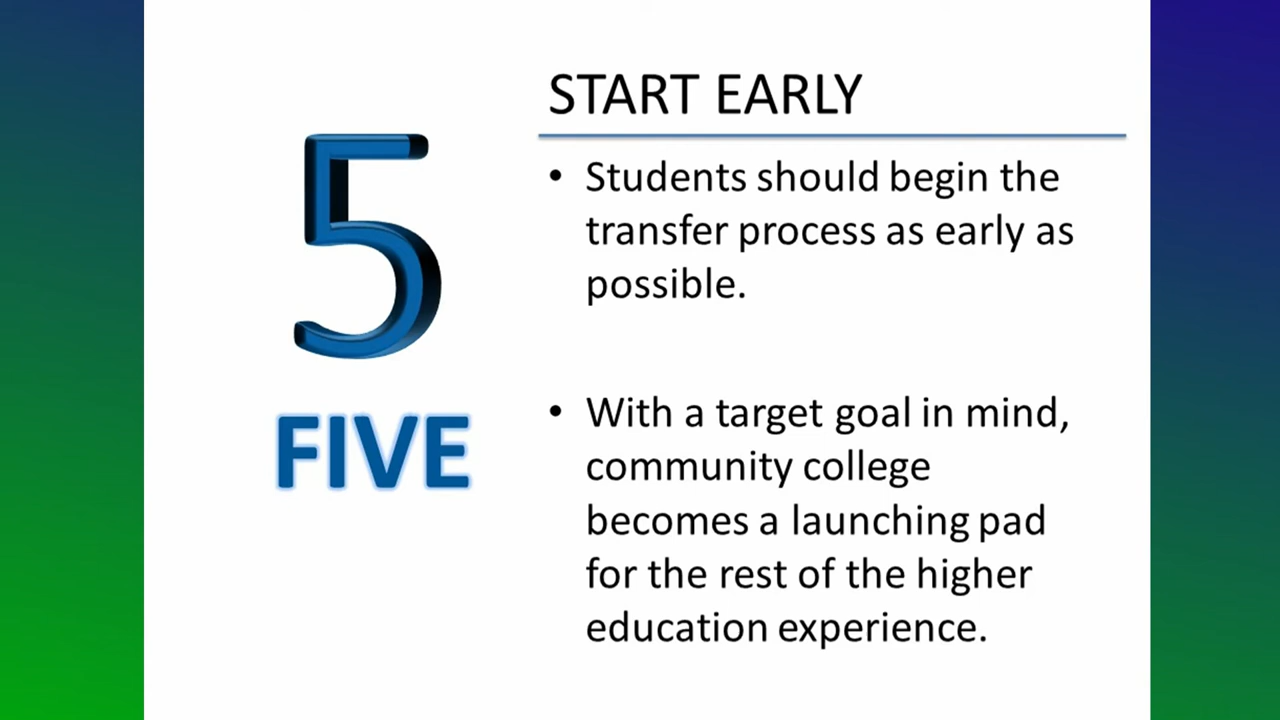 5
FIVE
START EARLY
• Students should begin the
transfer process as early as
possible.
• With a target goal in mind,
community college
becomes a launching pad
for the rest of the higher
education experience.